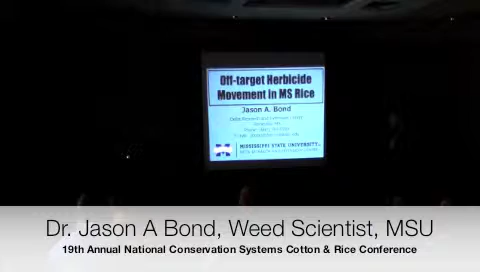 Off-target Herbicide
Movement in MS Rice
Jason A. Bond
MISSISSIPPI STATE UNIVERSITY
Dr. Jason A Bond, Weed Scientist, MSU
19th Annual National Conservation Systems Cotton & Rice Conference